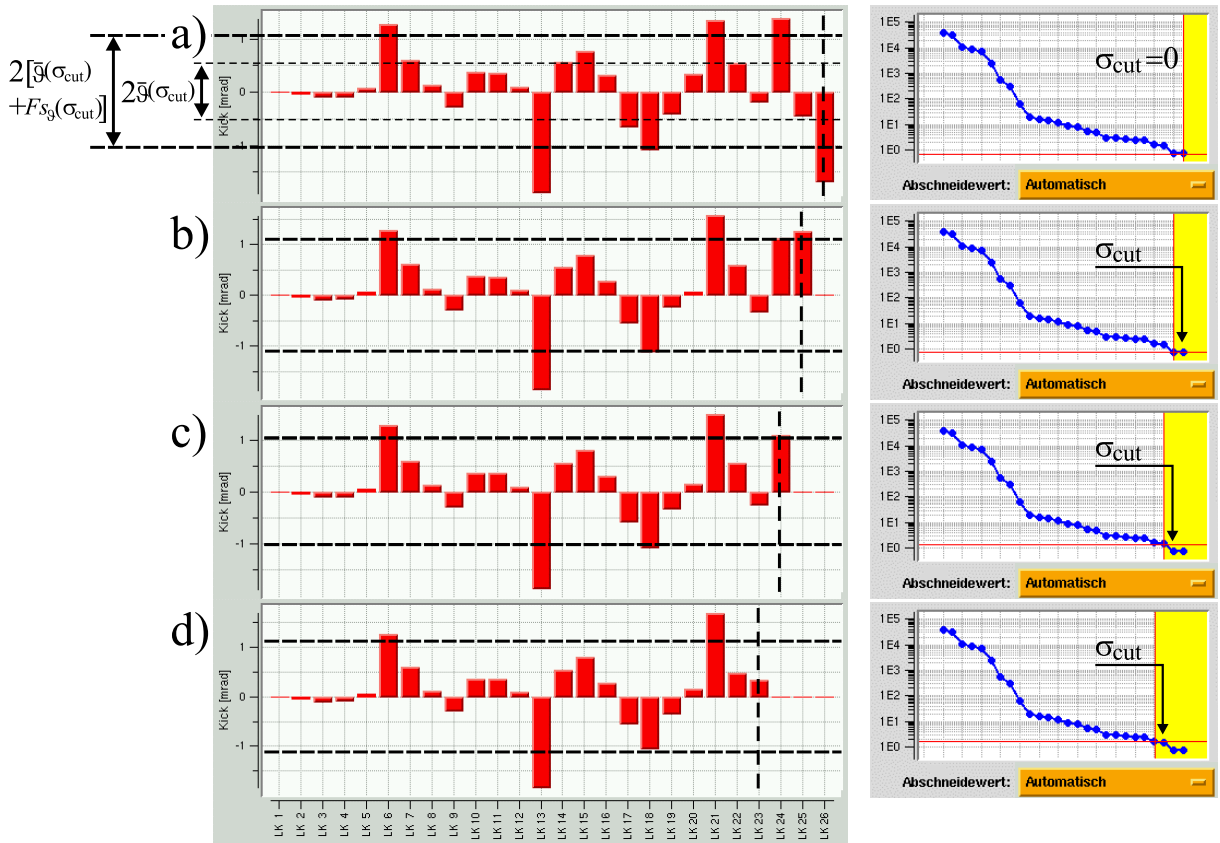 a)
2[ϑ̄(σcut)
+Fsϑ(σcut)]
2ϑ̄(σcut)
Kick [mrad]
1
0
-1
1E5
1E4
1E3
1E2
1E1
1E0
σcut=0
Abschneidewert: Automatisch
b)
Kick [mrad]
1
0
-1
1E5
1E4
1E3
1E2
1E1
1E0
σcut
Abschneidewert: Automatisch
c)
Kick [mrad]
1
0
-1
1E5
1E4
1E3
1E2
1E1
1E0
σcut
Abschneidewert: Automatisch
d)
Kick [mrad]
1
0
-1
1E5
1E4
1E3
1E2
1E1
1E0
σcut
Abschneidewert: Automatisch
LK 1
LK 2
LK 3
LK 4
LK 5
LK 6
LK 7
LK 8
LK 9
LK 10
LK 11
LK 12
LK 13
LK 14
LK 15
LK 16
LK 17
LK 18
LK 19
LK 20
LK 21
LK 22
LK 23
LK 24
LK 25
LK 26